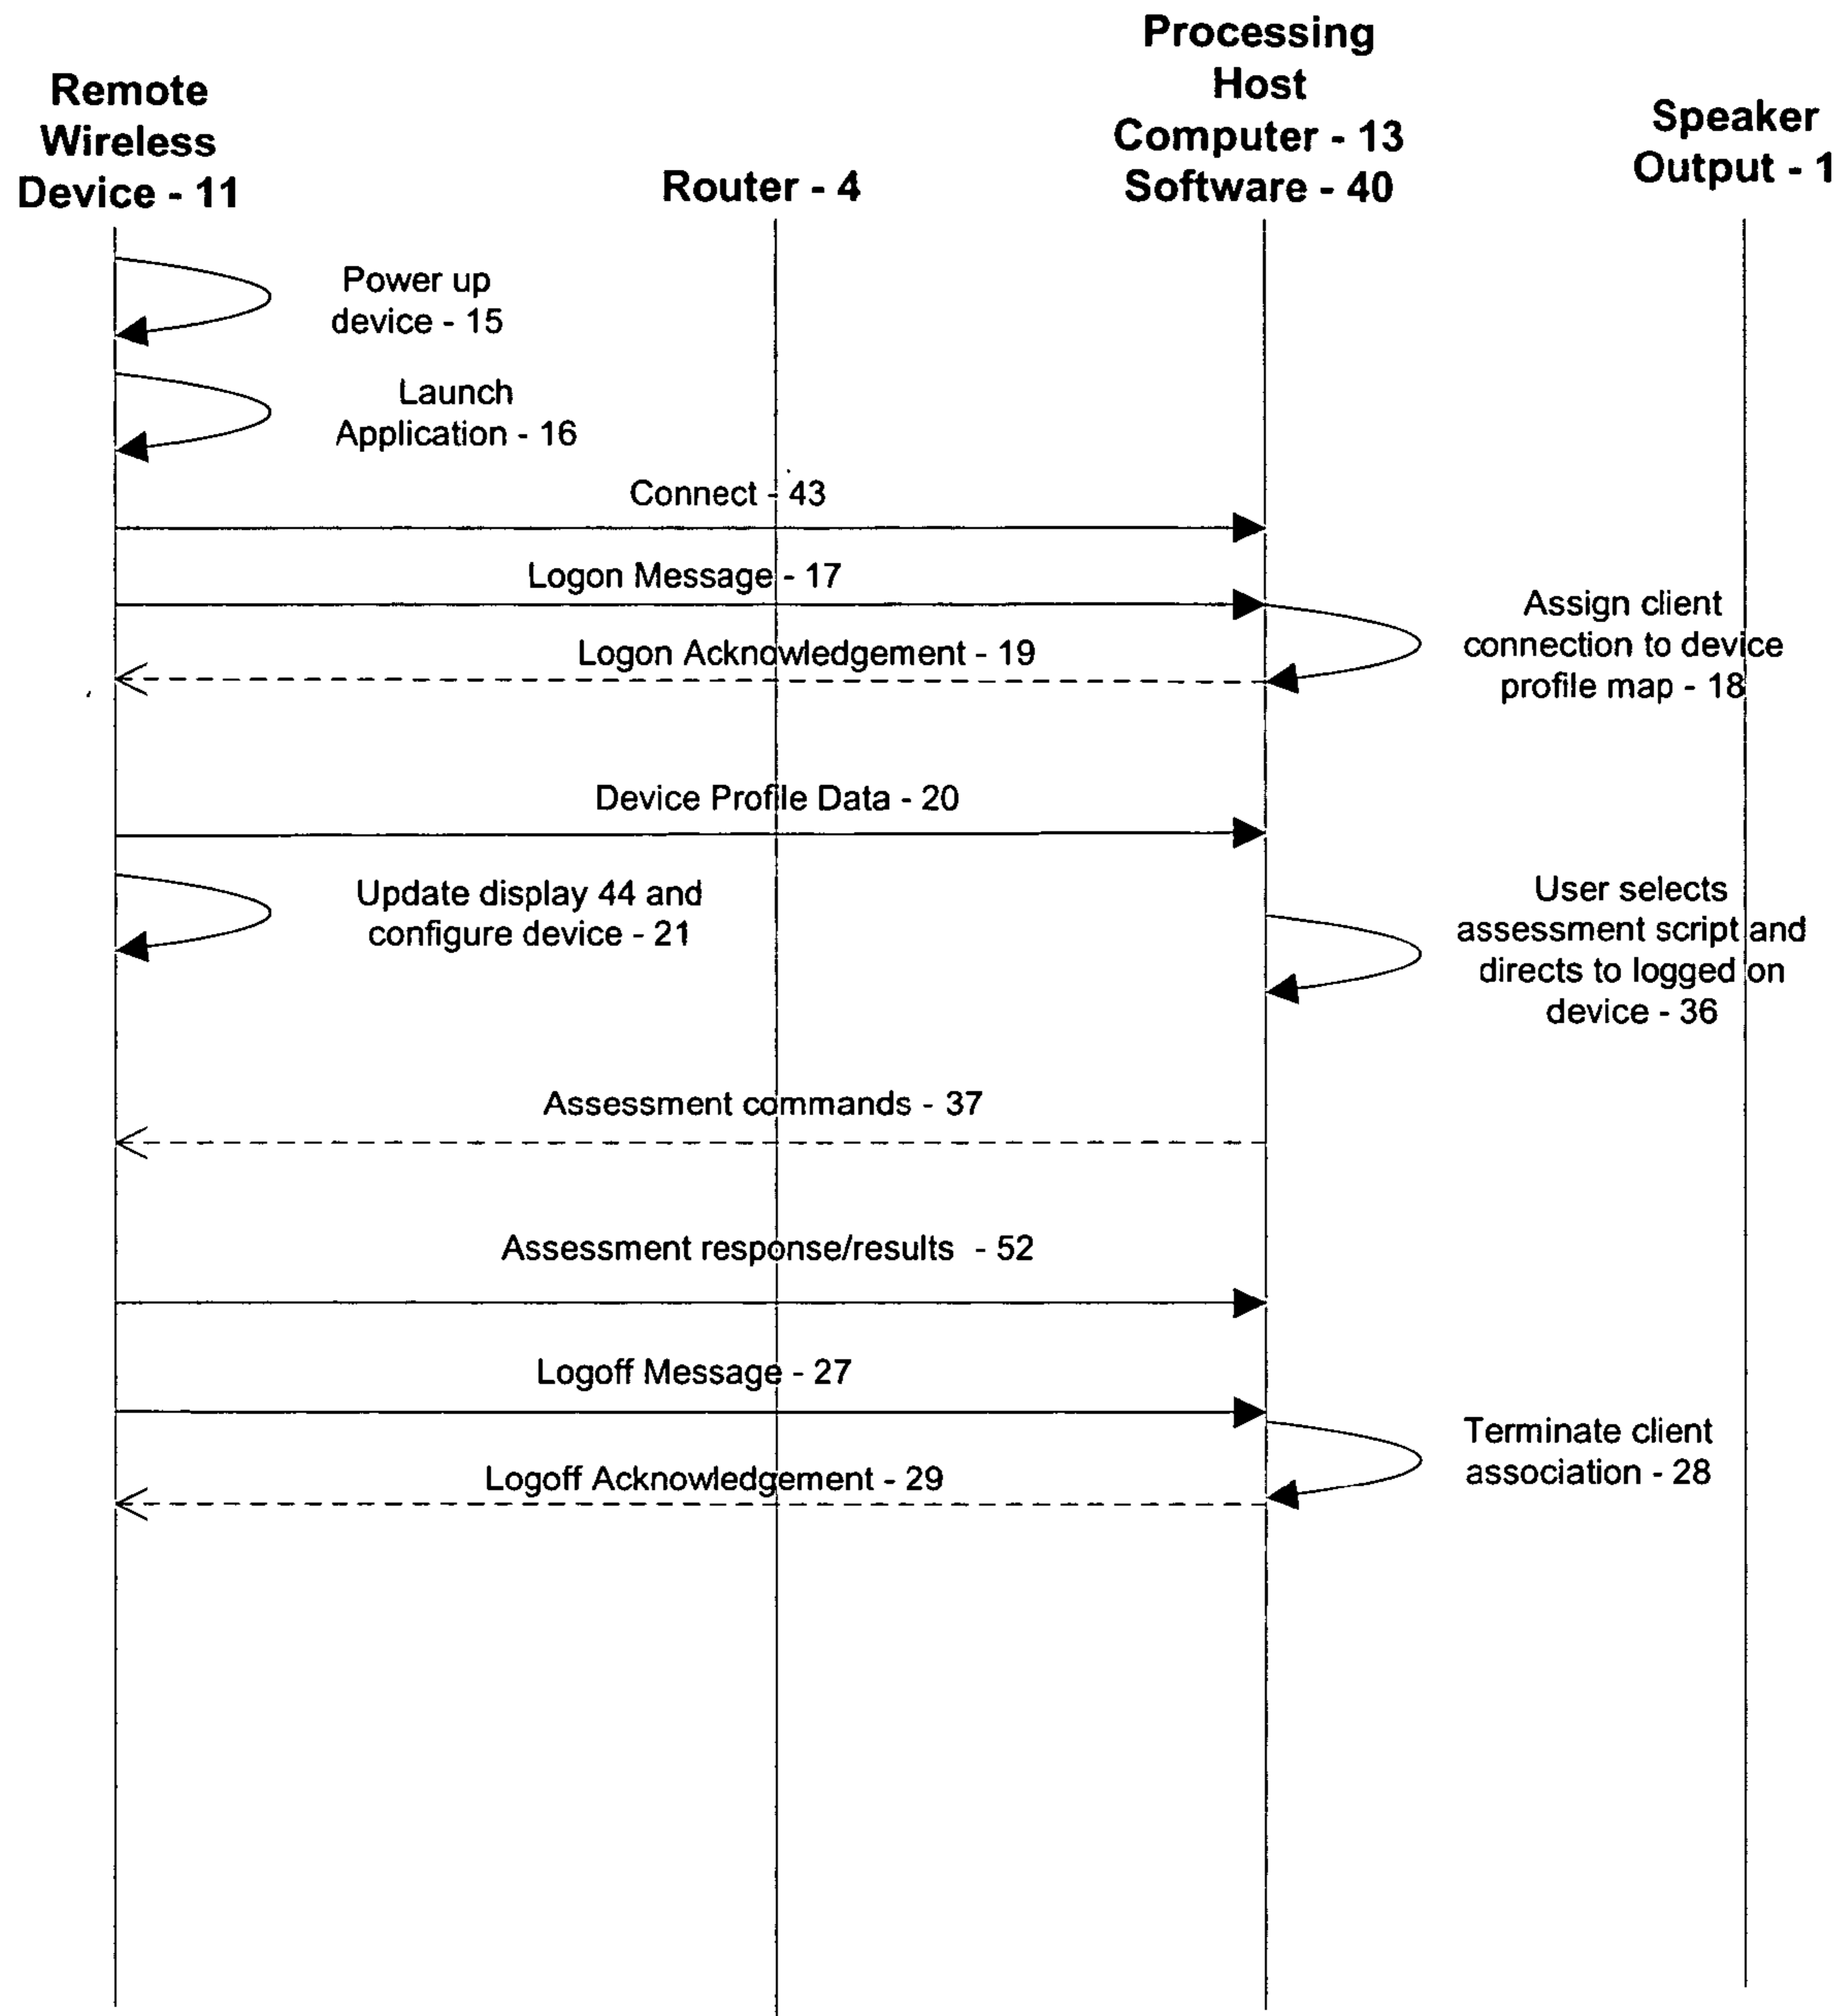 Remote
Wireless
Device - 11
Router - 4
Processing
Host
Computer - 13
Software - 40
Speaker
Output - 1
Power up
device - 15
Launch
Application - 16
Connect - 43
Logon Message - 17
Assign client
connection to device
profile map - 18
Logon Acknowledgement - 19
Device Profile Data - 20
Update display 44 and
configure device - 21
User selects
assessment script and
directs to logged on
device - 36
Assessment commands - 37
Assessment response/results - 52
Logoff Message - 27
Terminate client
association - 28
Logoff Acknowledgement - 29